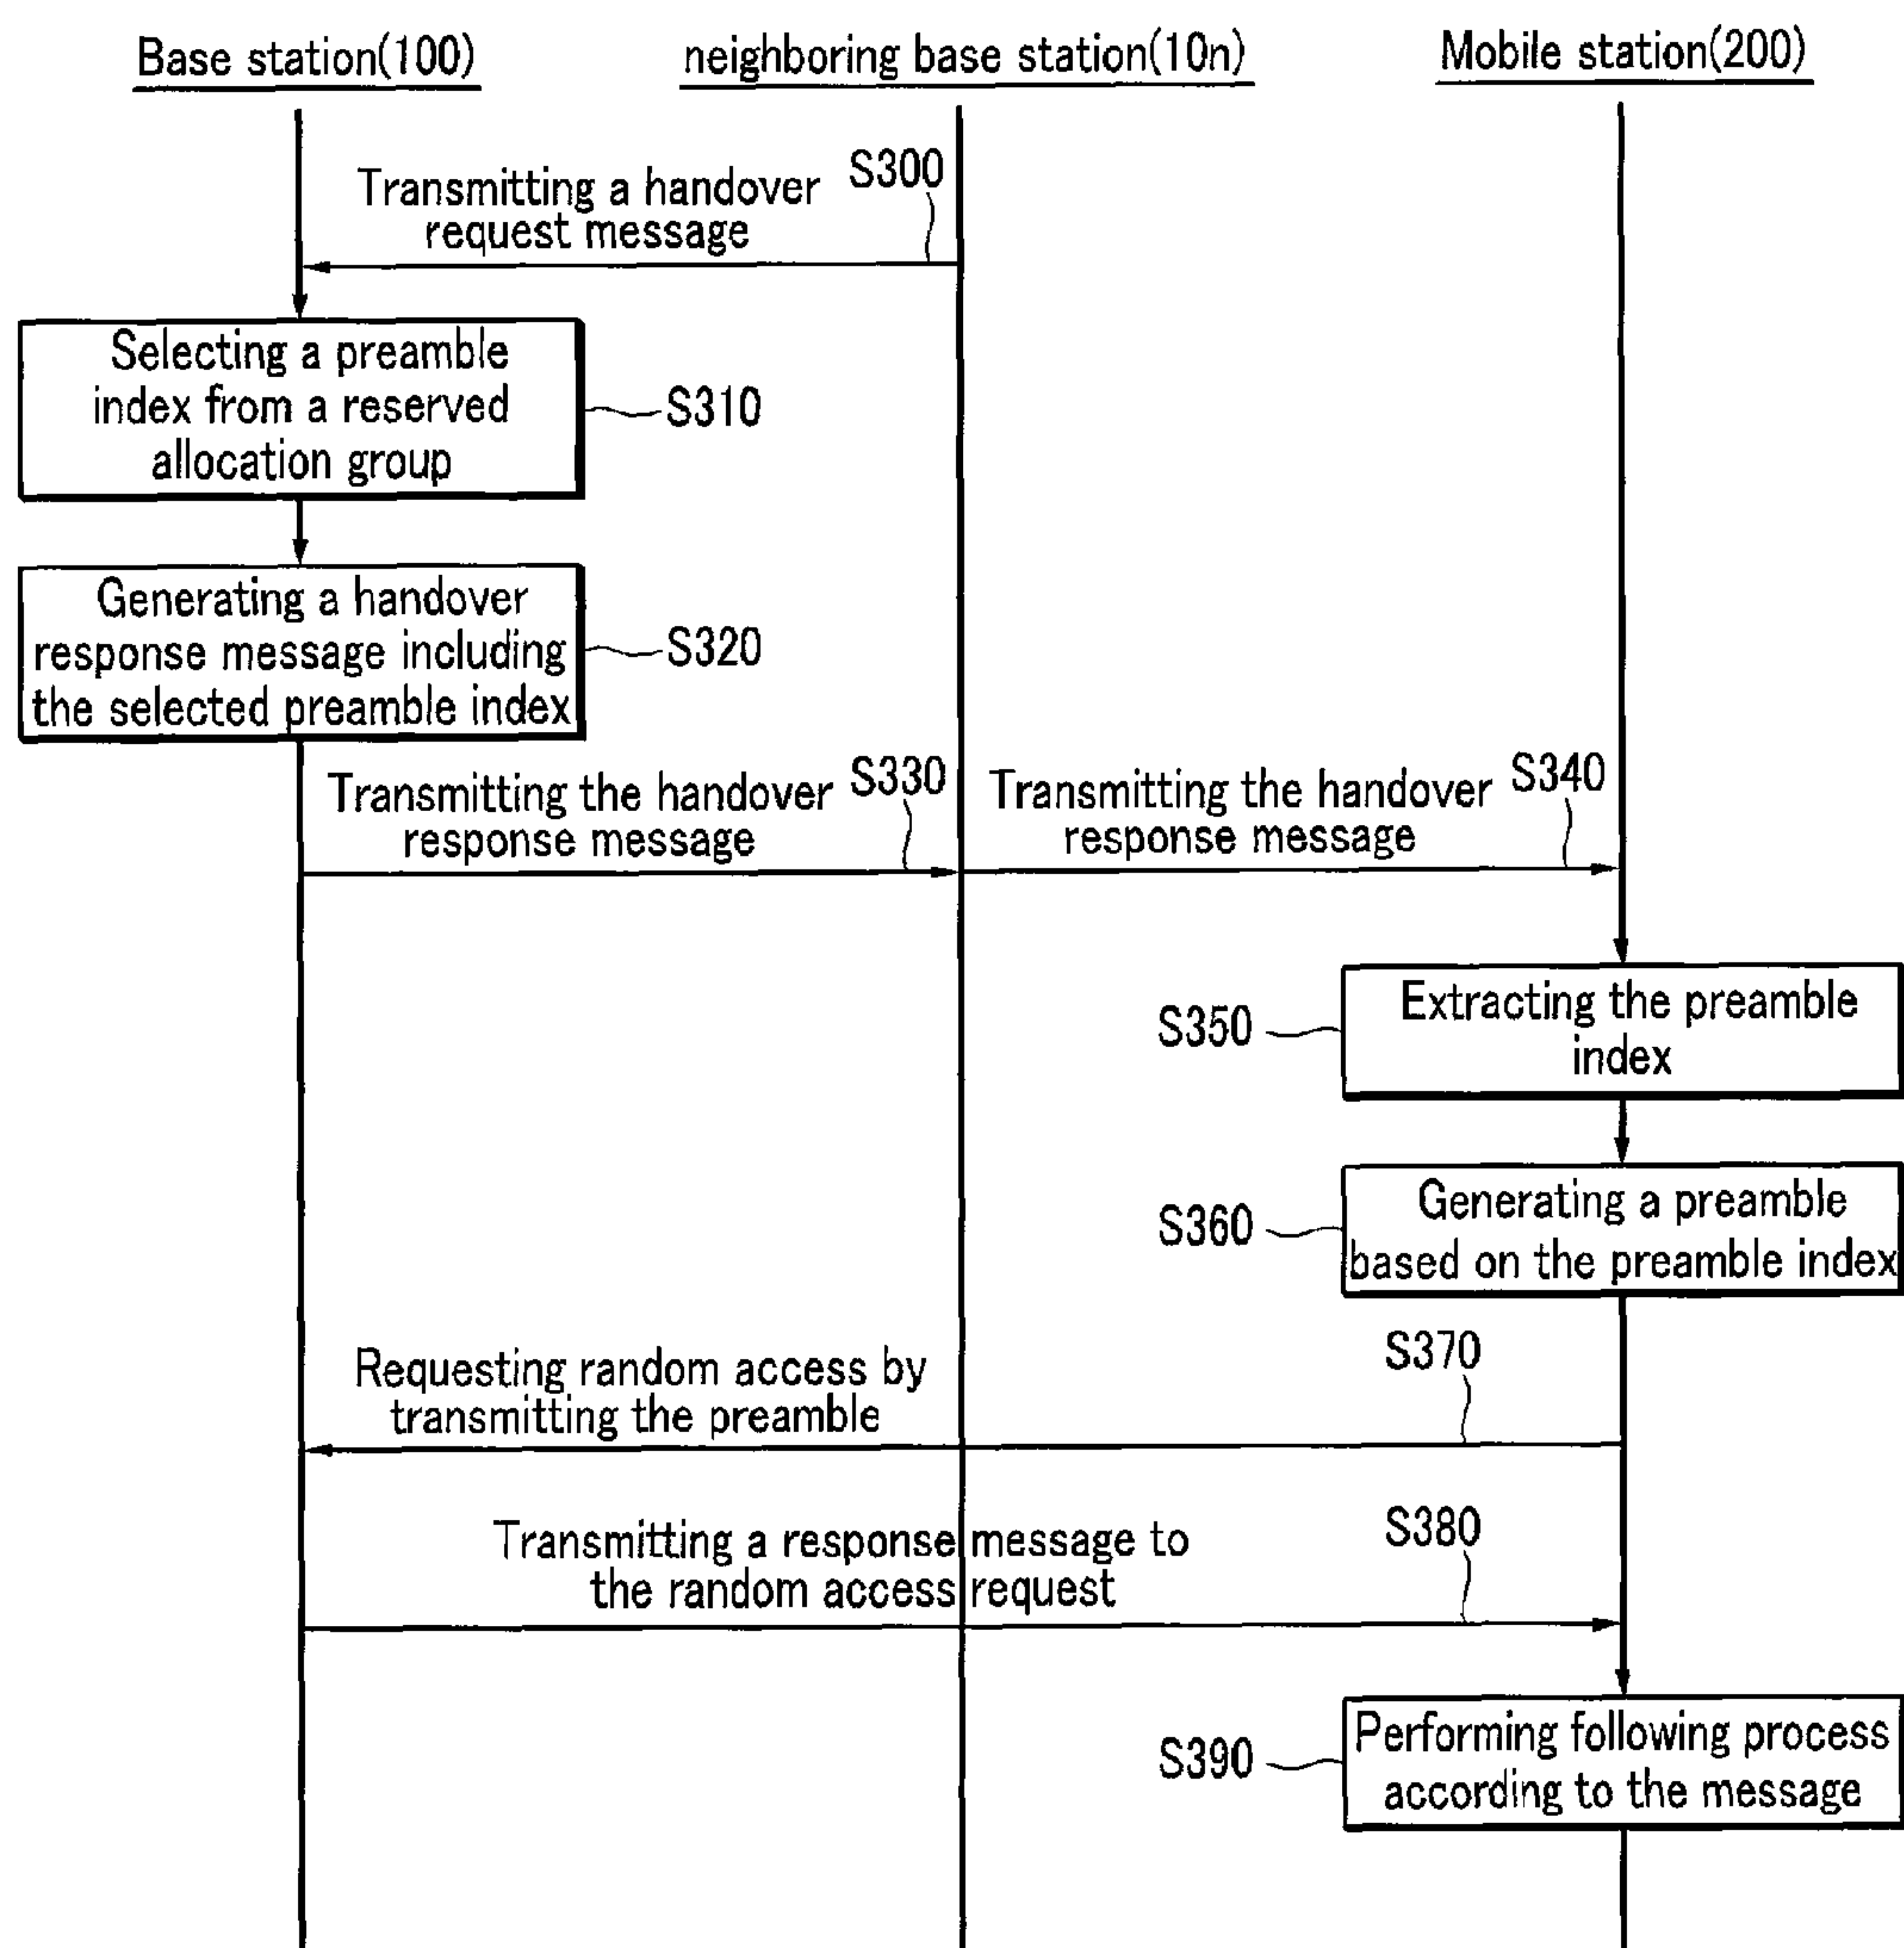 Base station(100)
neighboring base station(10n)
Mobile station(200)
S300
Transmitting a handover
request message
Selecting a preamble
index from a reserved
allocation group
S310
Generating a handover
response message including
the selected preamble index
S320
Transmitting the handover
response message
S330
Transmitting the handover
response message
S340
Extracting the preamble
index
S350
Generating a preamble
based on the preamble index
S360
Requesting random access by
transmitting the preamble
S370
Transmitting a response message to
the random access request
S380
Performing following process
according to the message
S390